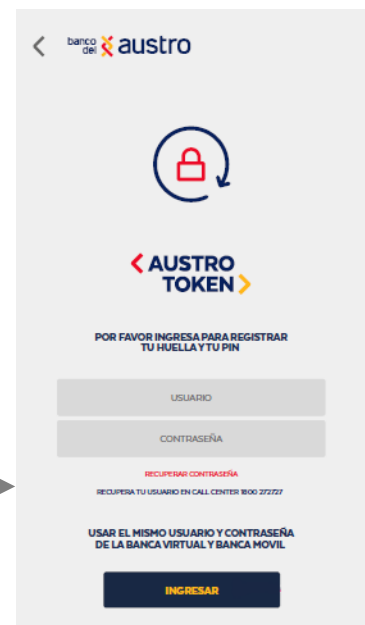 banco del austro
AUSTRO
TOKEN
POR FAVOR INGRESA PARA REGISTRAR
TU HUELLA Y TU PIN
USUARIO
CONTRASEÑA
RECUPERAR CONTRASEÑA
RECUPERA TU USUARIO EN CALL CENTER 1800 272727
USAR EL MISMO USUARIO Y CONTRASEÑA
DE LA BANCA VIRTUAL Y BANCA MOVIL
INGRESAR